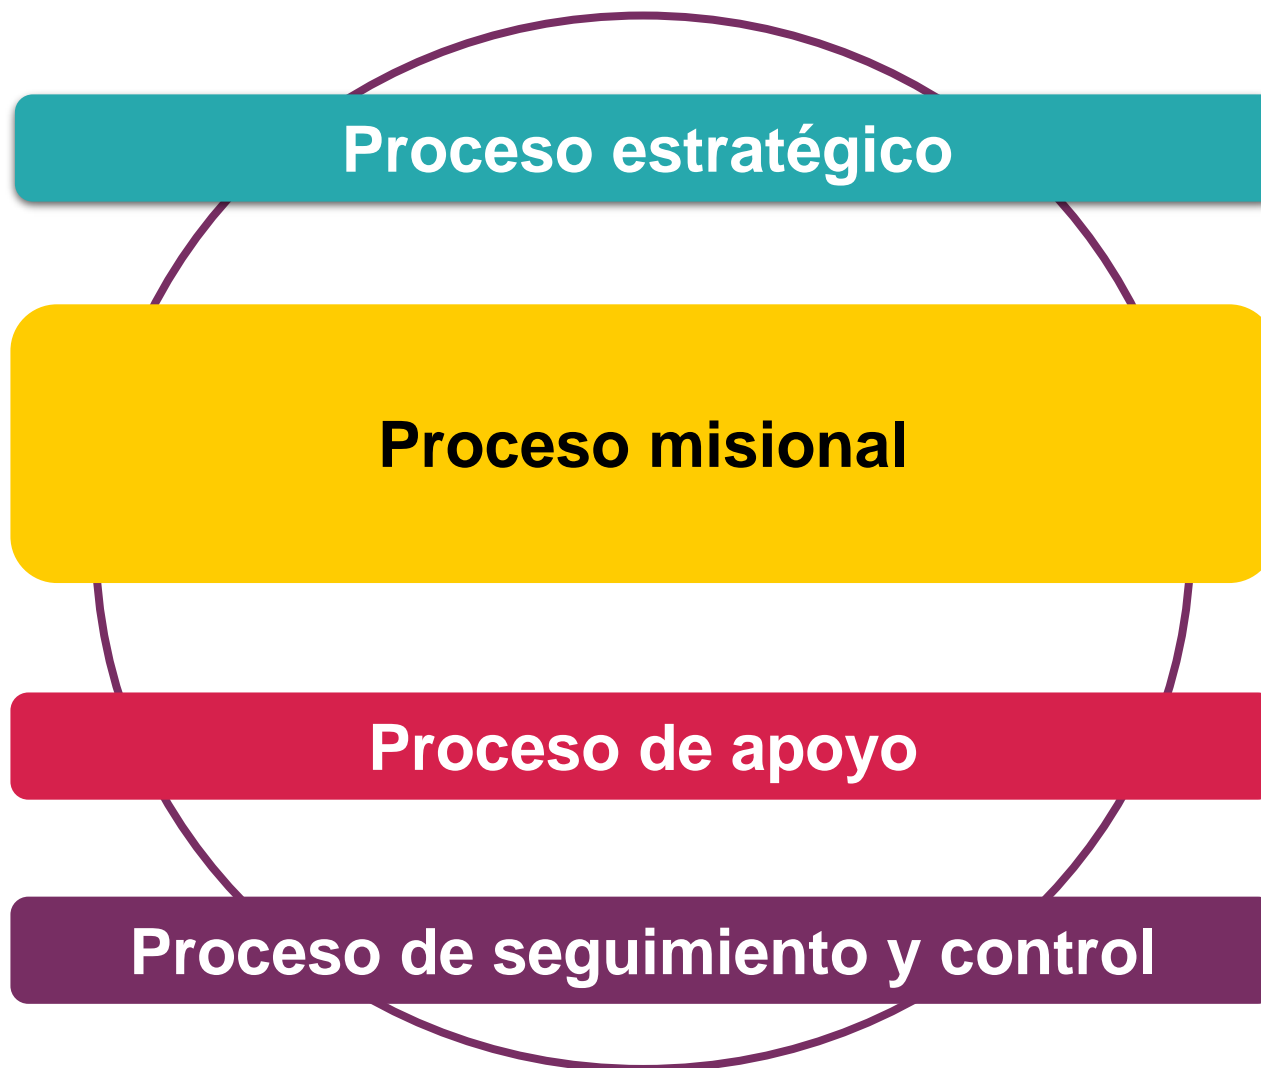 Proceso estratégico
Proceso misional
Proceso de apoyo
Proceso de seguimiento y control